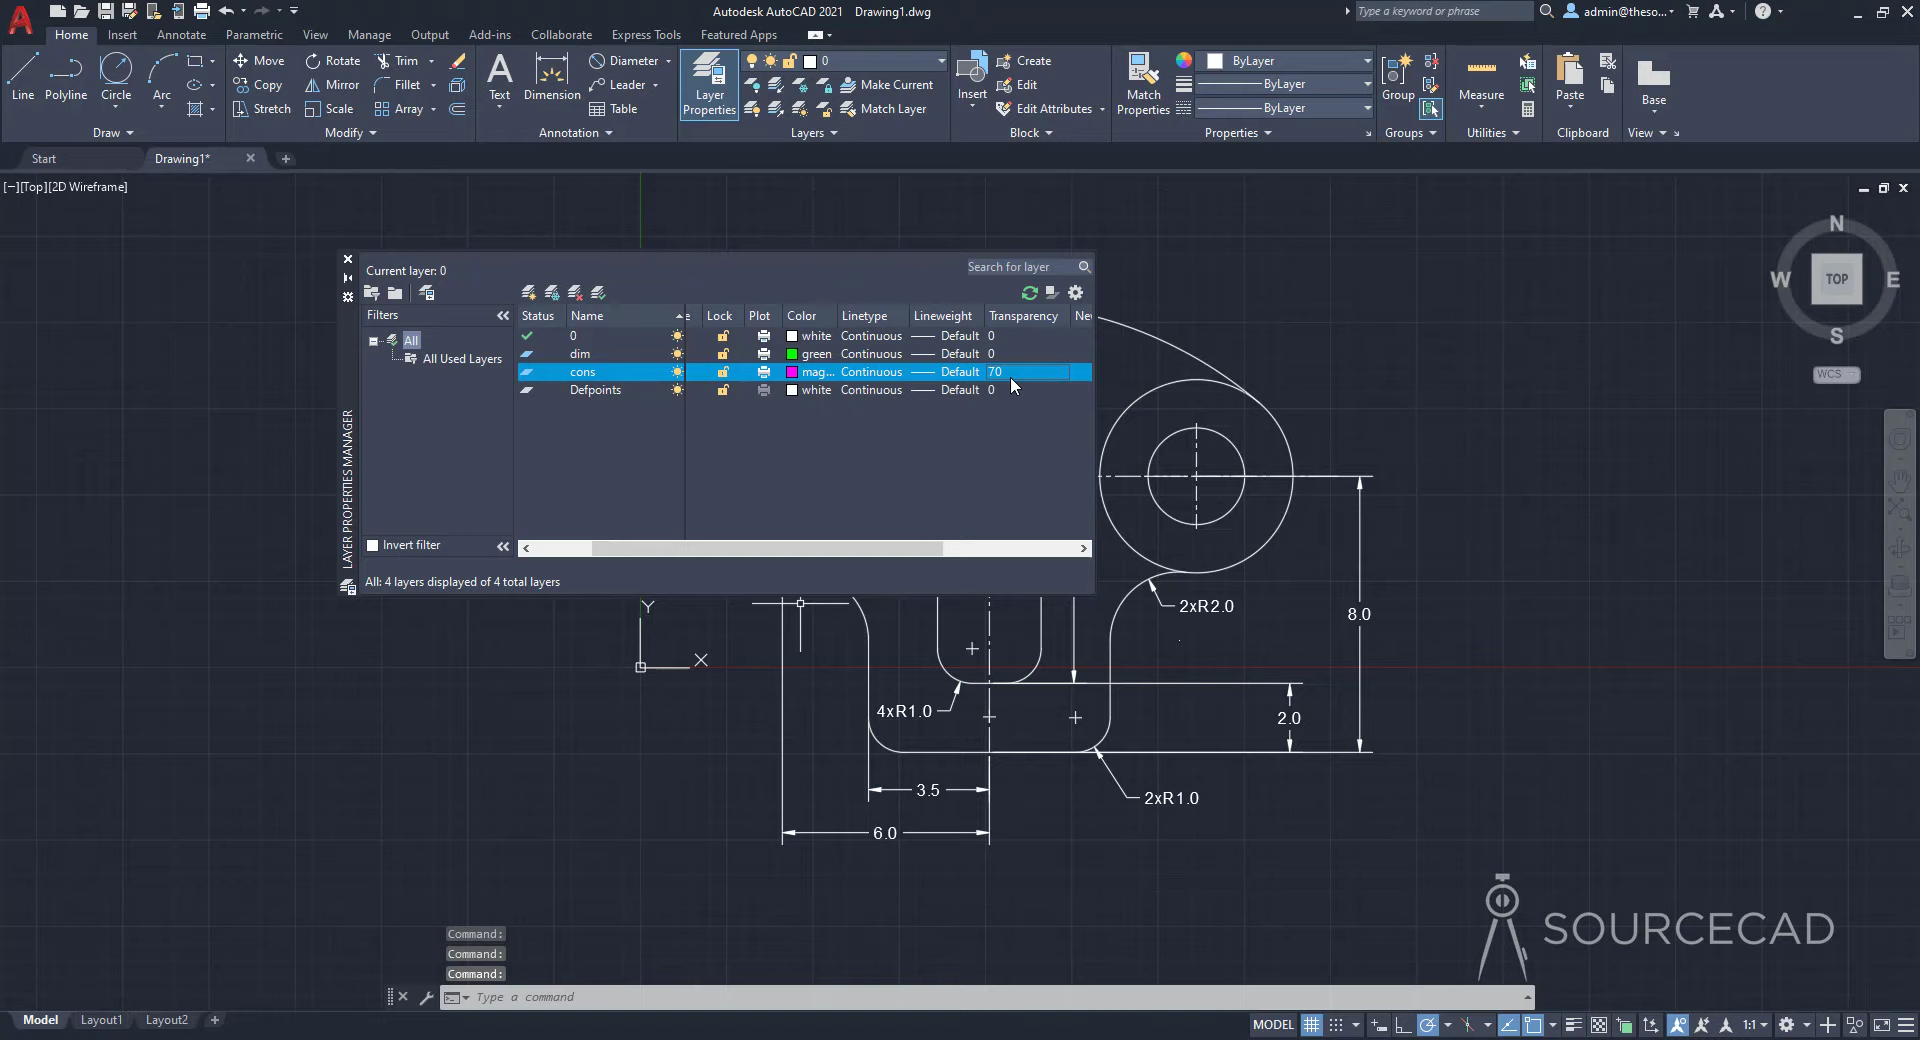 Autodesk AutoCAD 2021 Drawing1.dwg
Type a keyword or phrase
admin@theso...
Home Insert Annotate Parametric View Manage Output Add-ins Collaborate Express Tools Featured Apps
Line Polyline Circle Arc
Draw
Move Rotate Trim
Copy Mirror Fillet
Stretch Scale Array
Modify
Text Dimension
Diameter
Leader
Table
Annotation
Layer
Properties
0
Make Current
Match Layer
Layers
Insert
Create
Edit
Edit Attributes
Block
Match
Properties
ByLayer
ByLayer
ByLayer
Properties
Group
Groups
Measure
Utilities
Paste
Clipboard
Base
View
Start Drawing1*
[−][Top][2D Wireframe]
N
W TOP E
S
WCS
LAYER PROPERTIES MANAGER
Current layer: 0
Search for layer
Filters
All
All Used Layers
Invert filter
Status Name e Lock Plot Color Linetype Lineweight Transparency Nev
0 white Continuous Default 0
dim green Continuous Default 0
cons mag... Continuous Default 70
Defpoints white Continuous Default 0
All: 4 layers displayed of 4 total layers
Y
X
2xR2.0
8.0
4xR1.0
2.0
3.5
2xR1.0
6.0
SOURCECAD
Command:
Command:
Command:
Type a command
Model Layout1 Layout2
MODEL
1:1